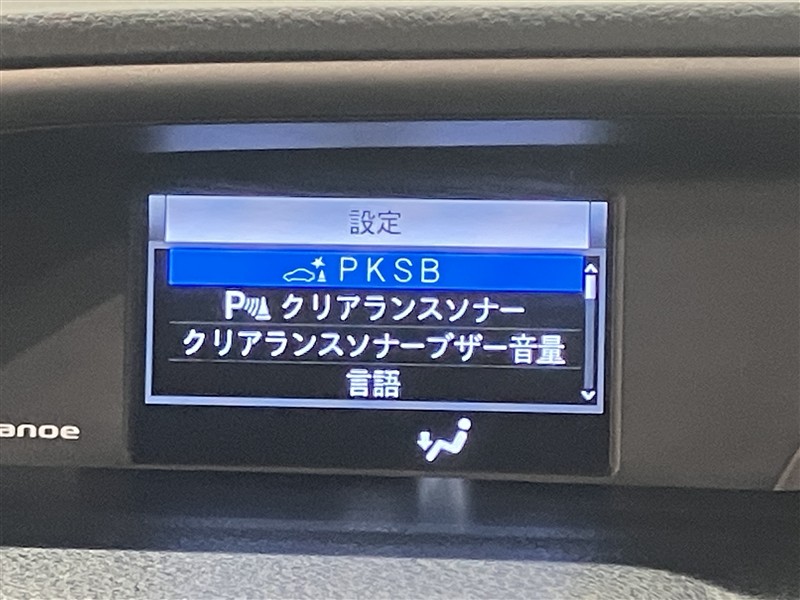 設定
PKSB
P クリアランスソナー
クリアランスソナーブザー音量
言語
anoe